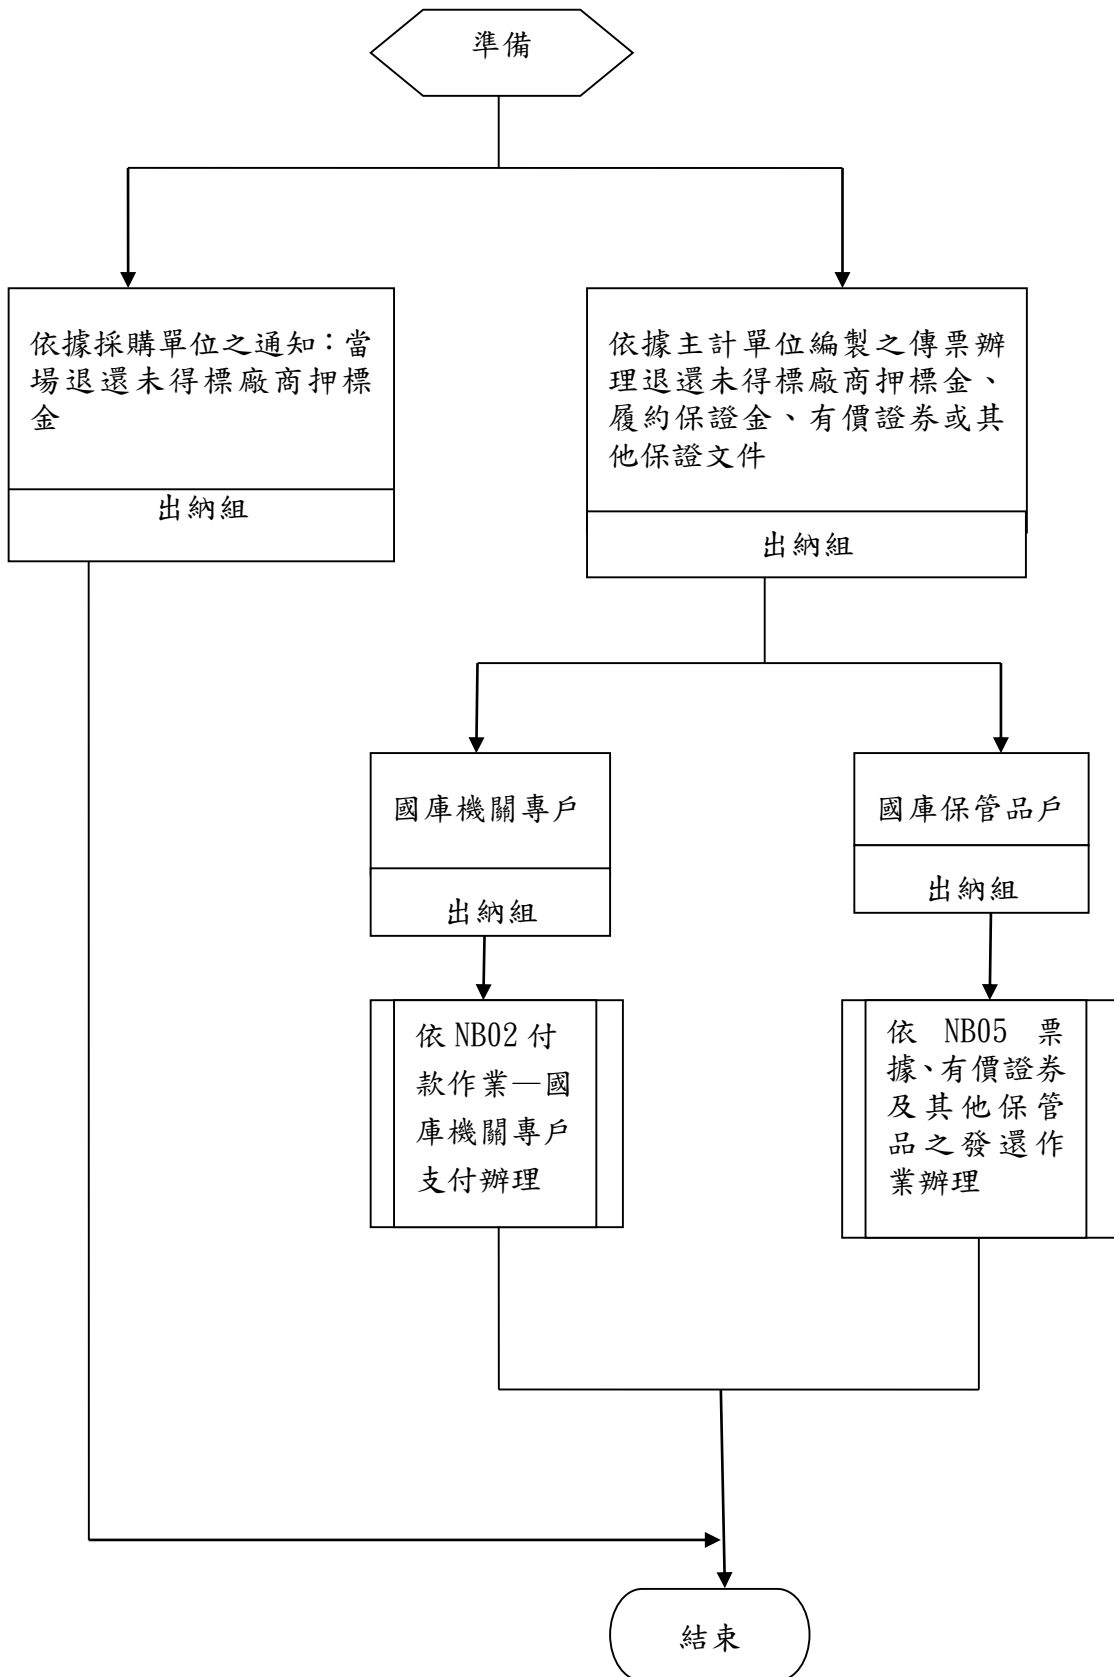 準備
依據採購單位之通知：當
場退還未得標廠商押標
金
出納組
依據主計單位編製之傳票辦
理退還未得標廠商押標金、
履約保證金、有價證券或其
他保證文件
出納組
國庫機關專戶
出納組
國庫保管品戶
出納組
依 NB02 付
款作業—國
庫機關專戶
支付辦理
依 NB05 票
據、有價證券
及其他保管
品之發還作
業辦理
結束